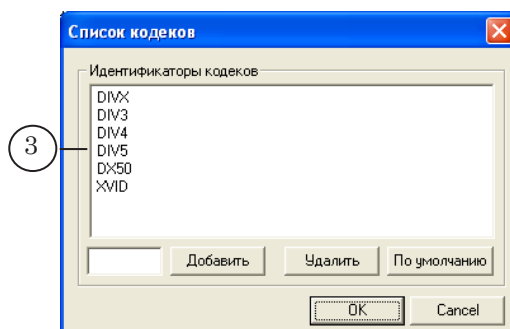 Список кодеков
Идентификаторы кодеков
DIVX
DIV3
DIV4
3
DIV5
DX50
XVID
Добавить Удалить По умолчанию
OK Cancel